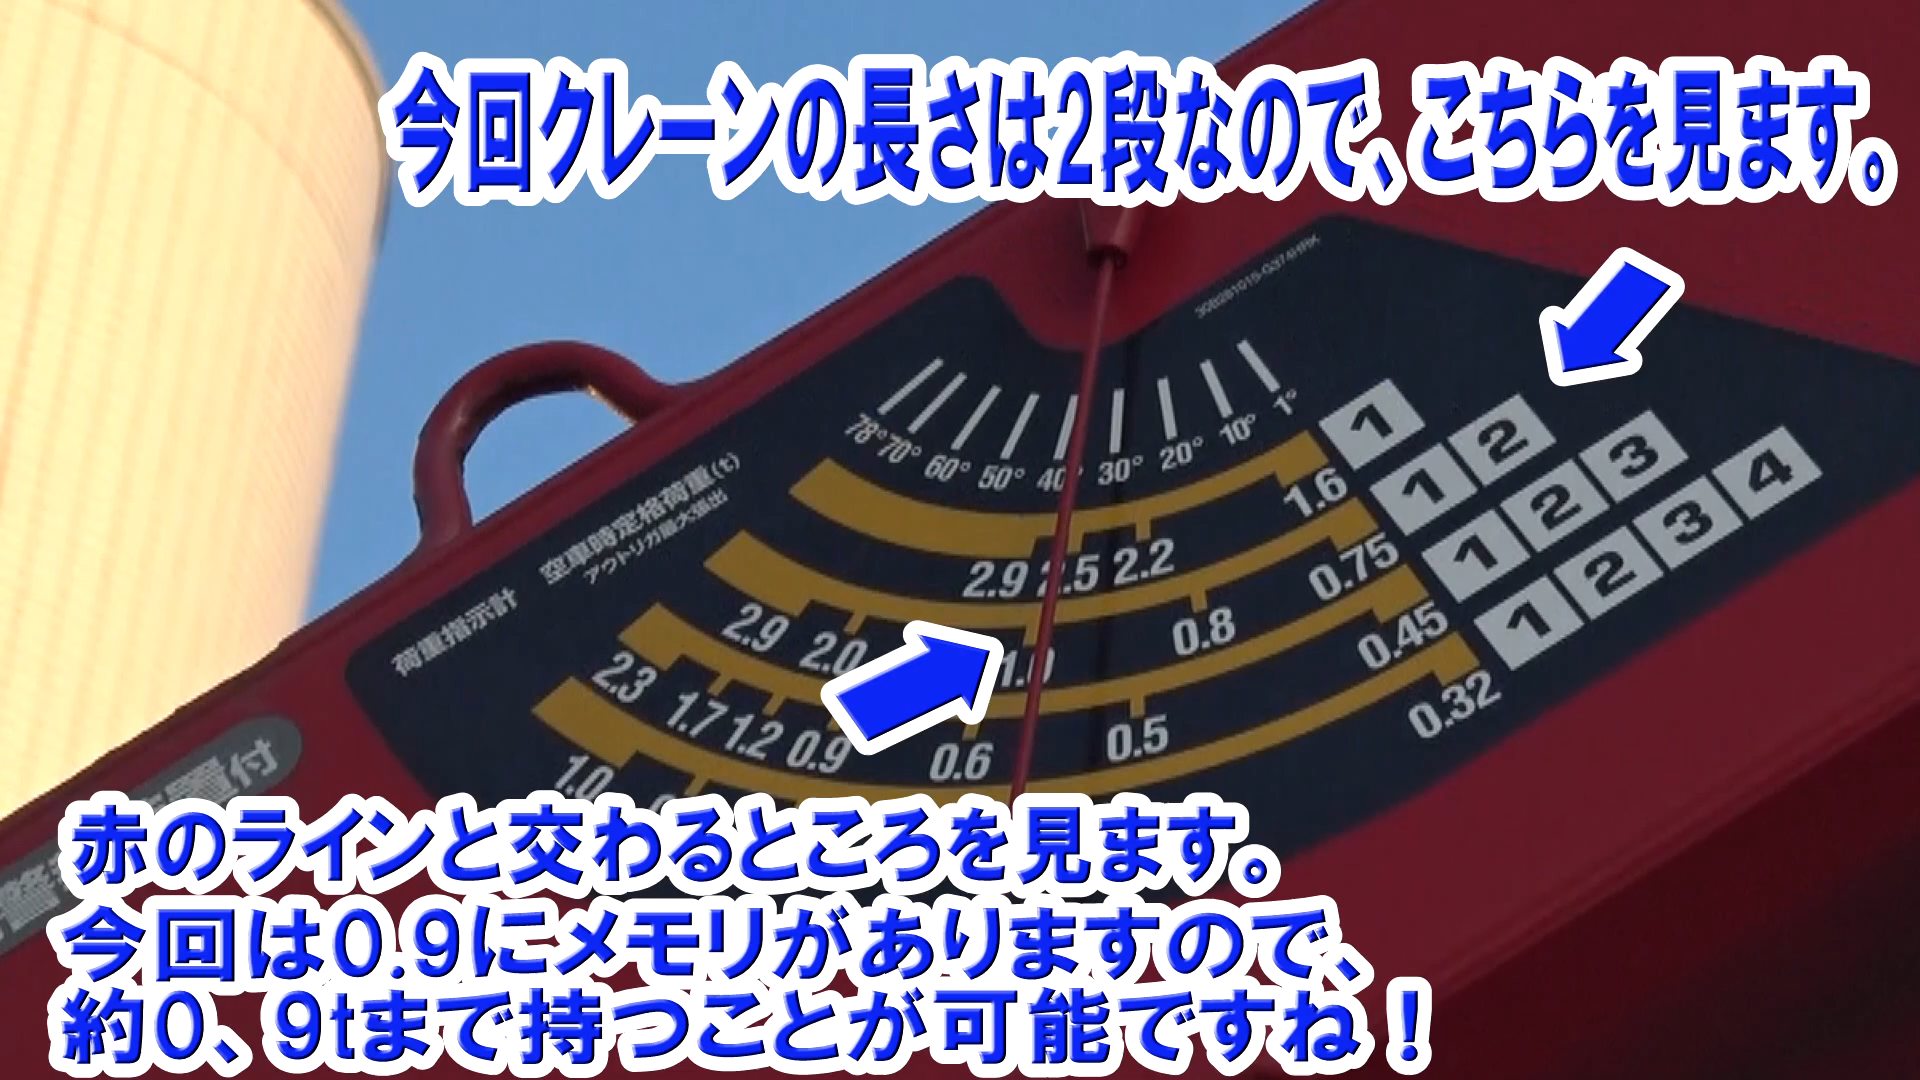 今回クレーンの長さは2段なので、こちらを見ます。
30B281015-G374HRK
78° 70° 60° 50° 40° 30° 20° 10° 1°
1
荷重指示計
空車時定格荷重(t)
アウトリガ最大張出
2.9 2.5 2.2 1.6
1 2
2.9 2.0 1.0 0.8 0.75
1 2 3
2.3 1.7 1.2 0.9 0.6 0.5 0.45
1 2 3 4
1.0 0.32
置付
赤のラインと交わるところを見ます。
今回は0.9にメモリがありますので、
約0、9tまで持つことが可能ですね！